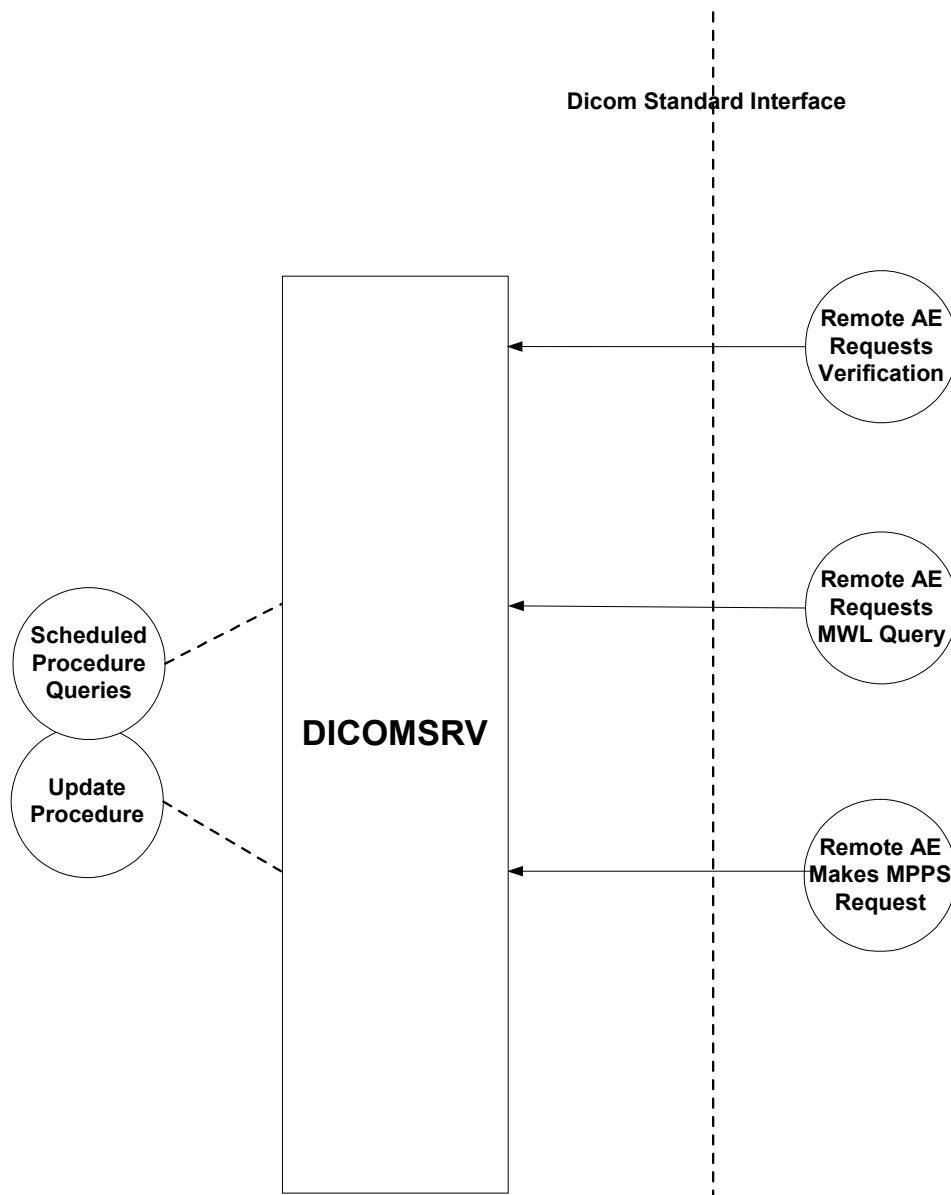 Dicom Standard Interface
Remote AE
Requests
Verification
Remote AE
Requests
MWL Query
Scheduled
Procedure
Queries
DICOMSRV
Update
Procedure
Remote AE
Makes MPPS
Request